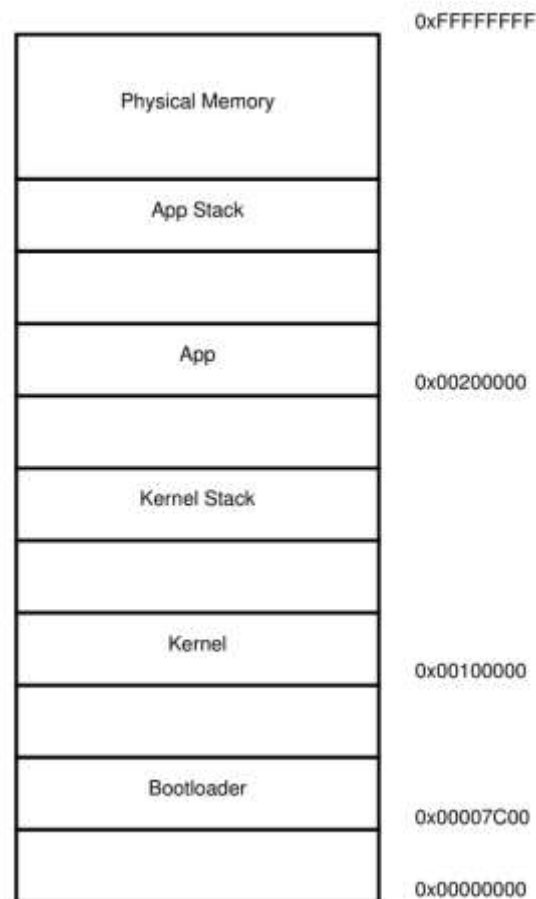 0xFFFFFFFF
Physical Memory
App Stack
App
0x00200000
Kernel Stack
Kernel
0x00100000
Bootloader
0x00007C00
0x00000000